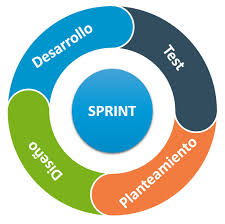 Desarrollo
Test
SPRINT
Diseño
Planteamiento